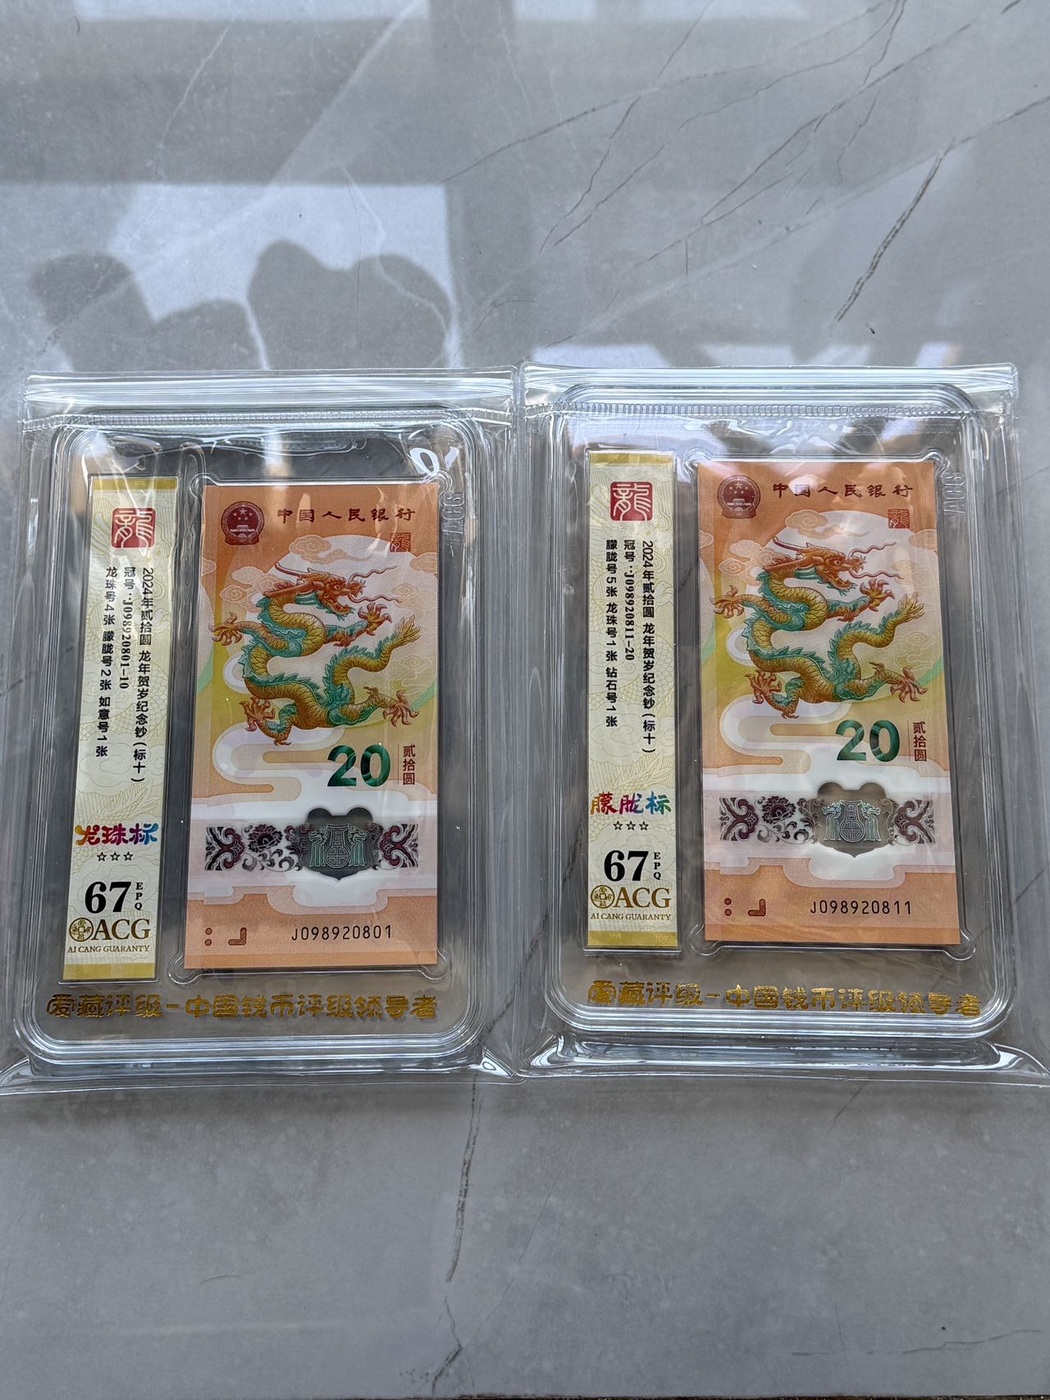 龙
2024年贰拾圆 龙年贺岁纪念钞（标十）
冠号：J098920801-10
龙珠号4张 朦胧号2张 如意号1张
龙珠标
☆☆☆
67 EPQ
ACG
AI CANG GUARANTY
中国人民银行
20
贰拾圆
J098920801
爱藏评级-中国钱币评级领导者
龙
2024年贰拾圆 龙年贺岁纪念钞（标十）
冠号：J098920811-20
朦胧号5张 龙珠号1张 钻石号1张
朦胧标
☆☆☆
67 EPQ
ACG
AI CANG GUARANTY
中国人民银行
20
贰拾圆
J098920811
爱藏评级-中国钱币评级领导者